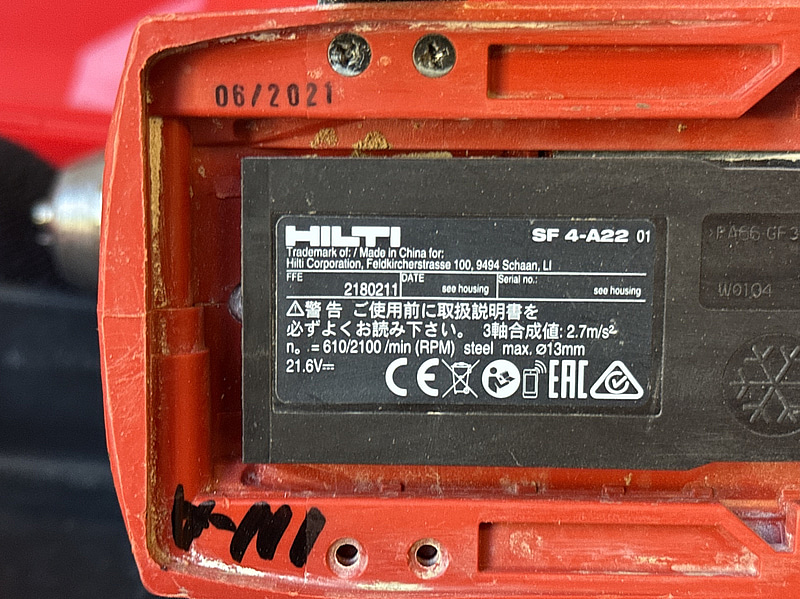 06/2021
HILTI
SF 4-A22 01
Trademark of: / Made in China for:
Hilti Corporation, Feldkircherstrasse 100, 9494 Schaan, LI
FFE 2180211 DATE see housing Serial no.: see housing
⚠警告 ご使用前に取扱説明書を
必ずよくお読み下さい。 3軸合成値: 2.7m/s²
n₀ = 610/2100 /min (RPM) steel max. ⌀13mm
21.6V⎓
CE EAC
>PA66-GF3
W0104